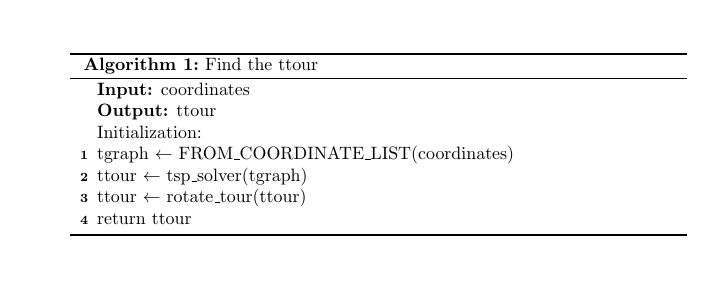 Algorithm 1: Find the ttour
Input: coordinates
Output: ttour
Initialization:
1 tgraph ← FROM_COORDINATE_LIST(coordinates)
2 ttour ← tsp_solver(tgraph)
3 ttour ← rotate_tour(ttour)
4 return ttour